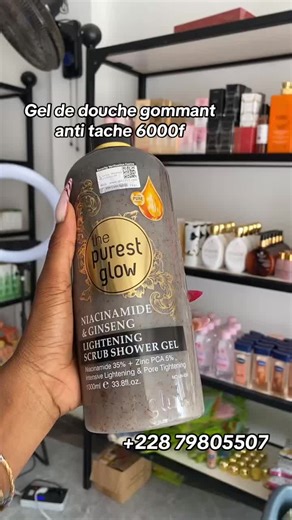 Gel de douche gommant
anti tache 6000f
the
purest
glow
NIACINAMIDE
& GINSENG
LIGHTENING
SCRUB SHOWER GEL
Niacinamide 35% + Zinc PCA 5%
Intensive Lightening & Pore Tightening
1000ml ℮ 33.8fl.oz.
+228 79805507